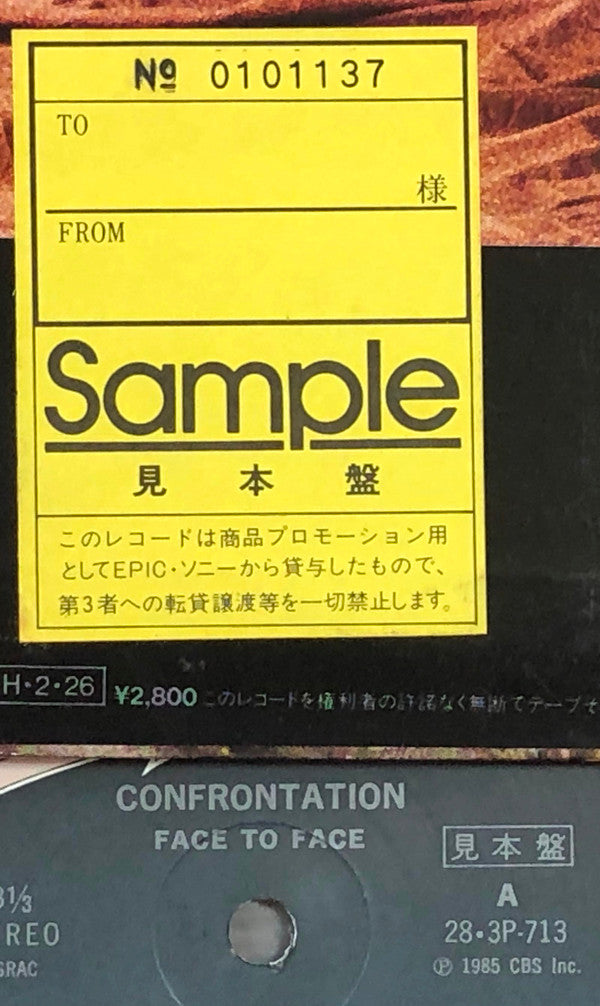 № 0101137
TO
様
FROM
Sample
見本盤
このレコードは商品プロモーション用
としてEPIC・ソニーから貸与したもので、
第3者への転貸譲渡等を一切禁止します。
H・2・26 ¥2,800 このレコードを権利者の許諾なく無断でテープそ
CONFRONTATION
FACE TO FACE
見本盤
31⁄3 A
REO 28・3P-713
SRAC ℗ 1985 CBS Inc.